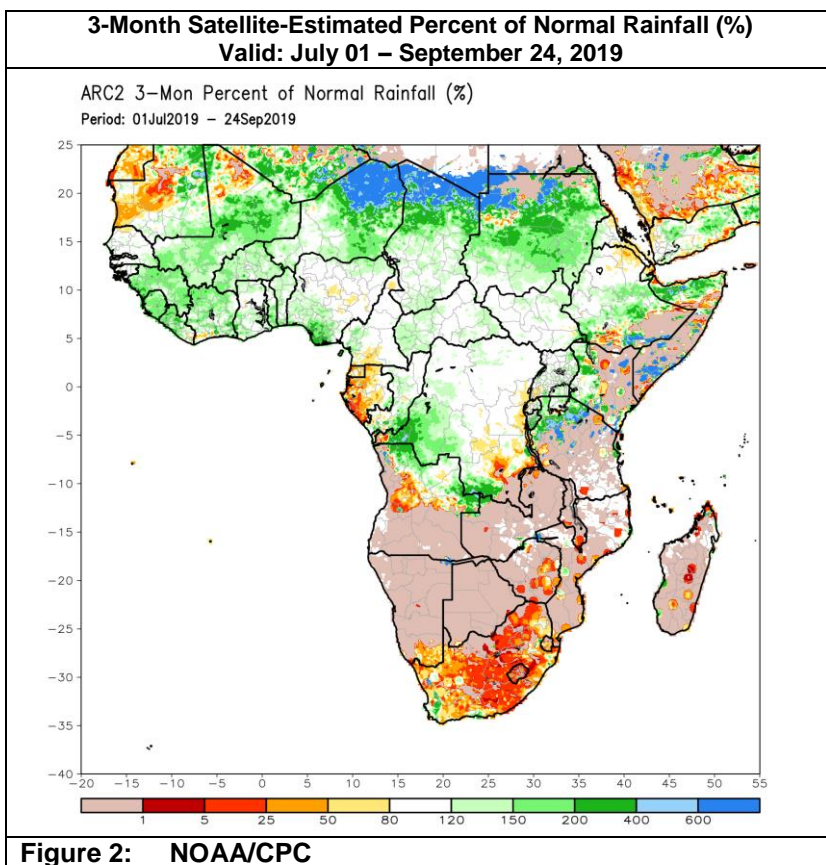 3-Month Satellite-Estimated Percent of Normal Rainfall (%)
Valid: July 01 – September 24, 2019
ARC2 3-Mon Percent of Normal Rainfall (%)
Period: 01Jul2019 – 24Sep2019
25
20
15
10
5
0
-5
-10
-15
-20
-25
-30
-35
-40
-20 -15 -10 -5 0 5 10 15 20 25 30 35 40 45 50 55
1 5 25 50 80 120 150 200 400 600
Figure 2: NOAA/CPC